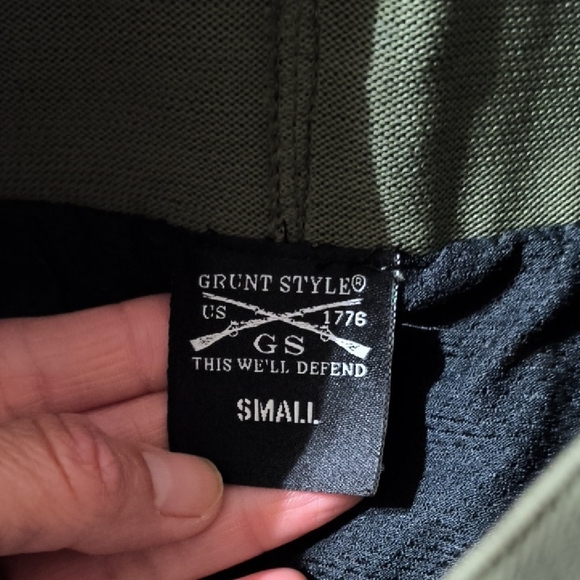 GRUNT STYLE®
US 1776
GS
THIS WE'LL DEFEND
SMALL